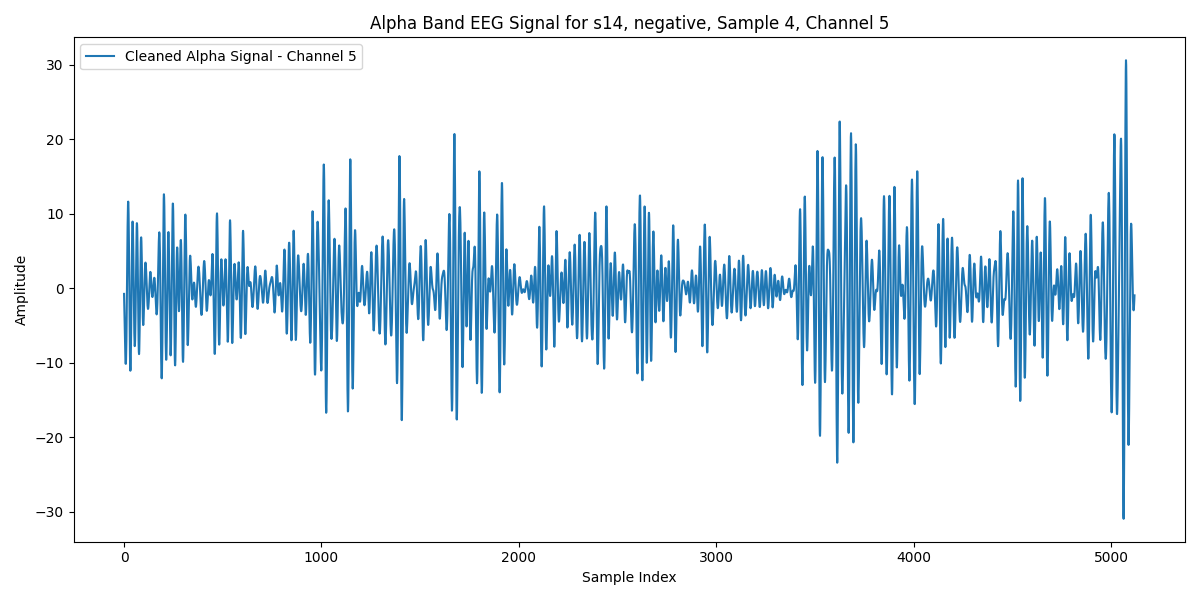 Alpha Band EEG Signal for s14, negative, Sample 4, Channel 5
Cleaned Alpha Signal - Channel 5
30
20
10
0
−10
−20
−30
Amplitude
0 1000 2000 3000 4000 5000
Sample Index